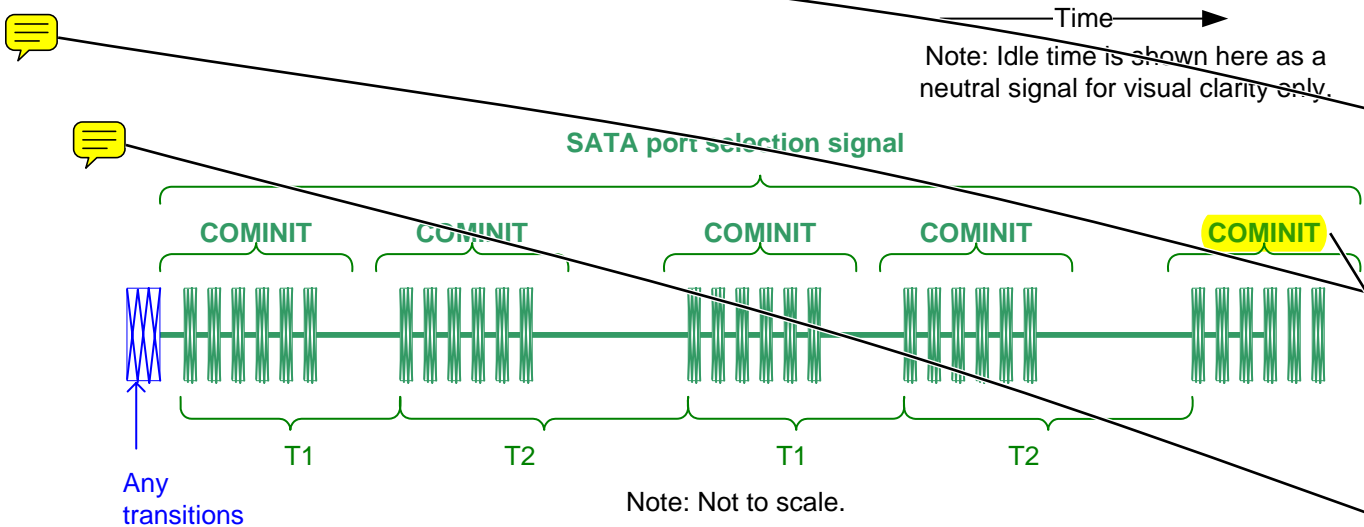 Time
Note: Idle time is shown here as a
neutral signal for visual clarity only.
SATA port selection signal
COMINIT COMINIT COMINIT COMINIT COMINIT
T1 T2 T1 T2
Any
transitions
Note: Not to scale.